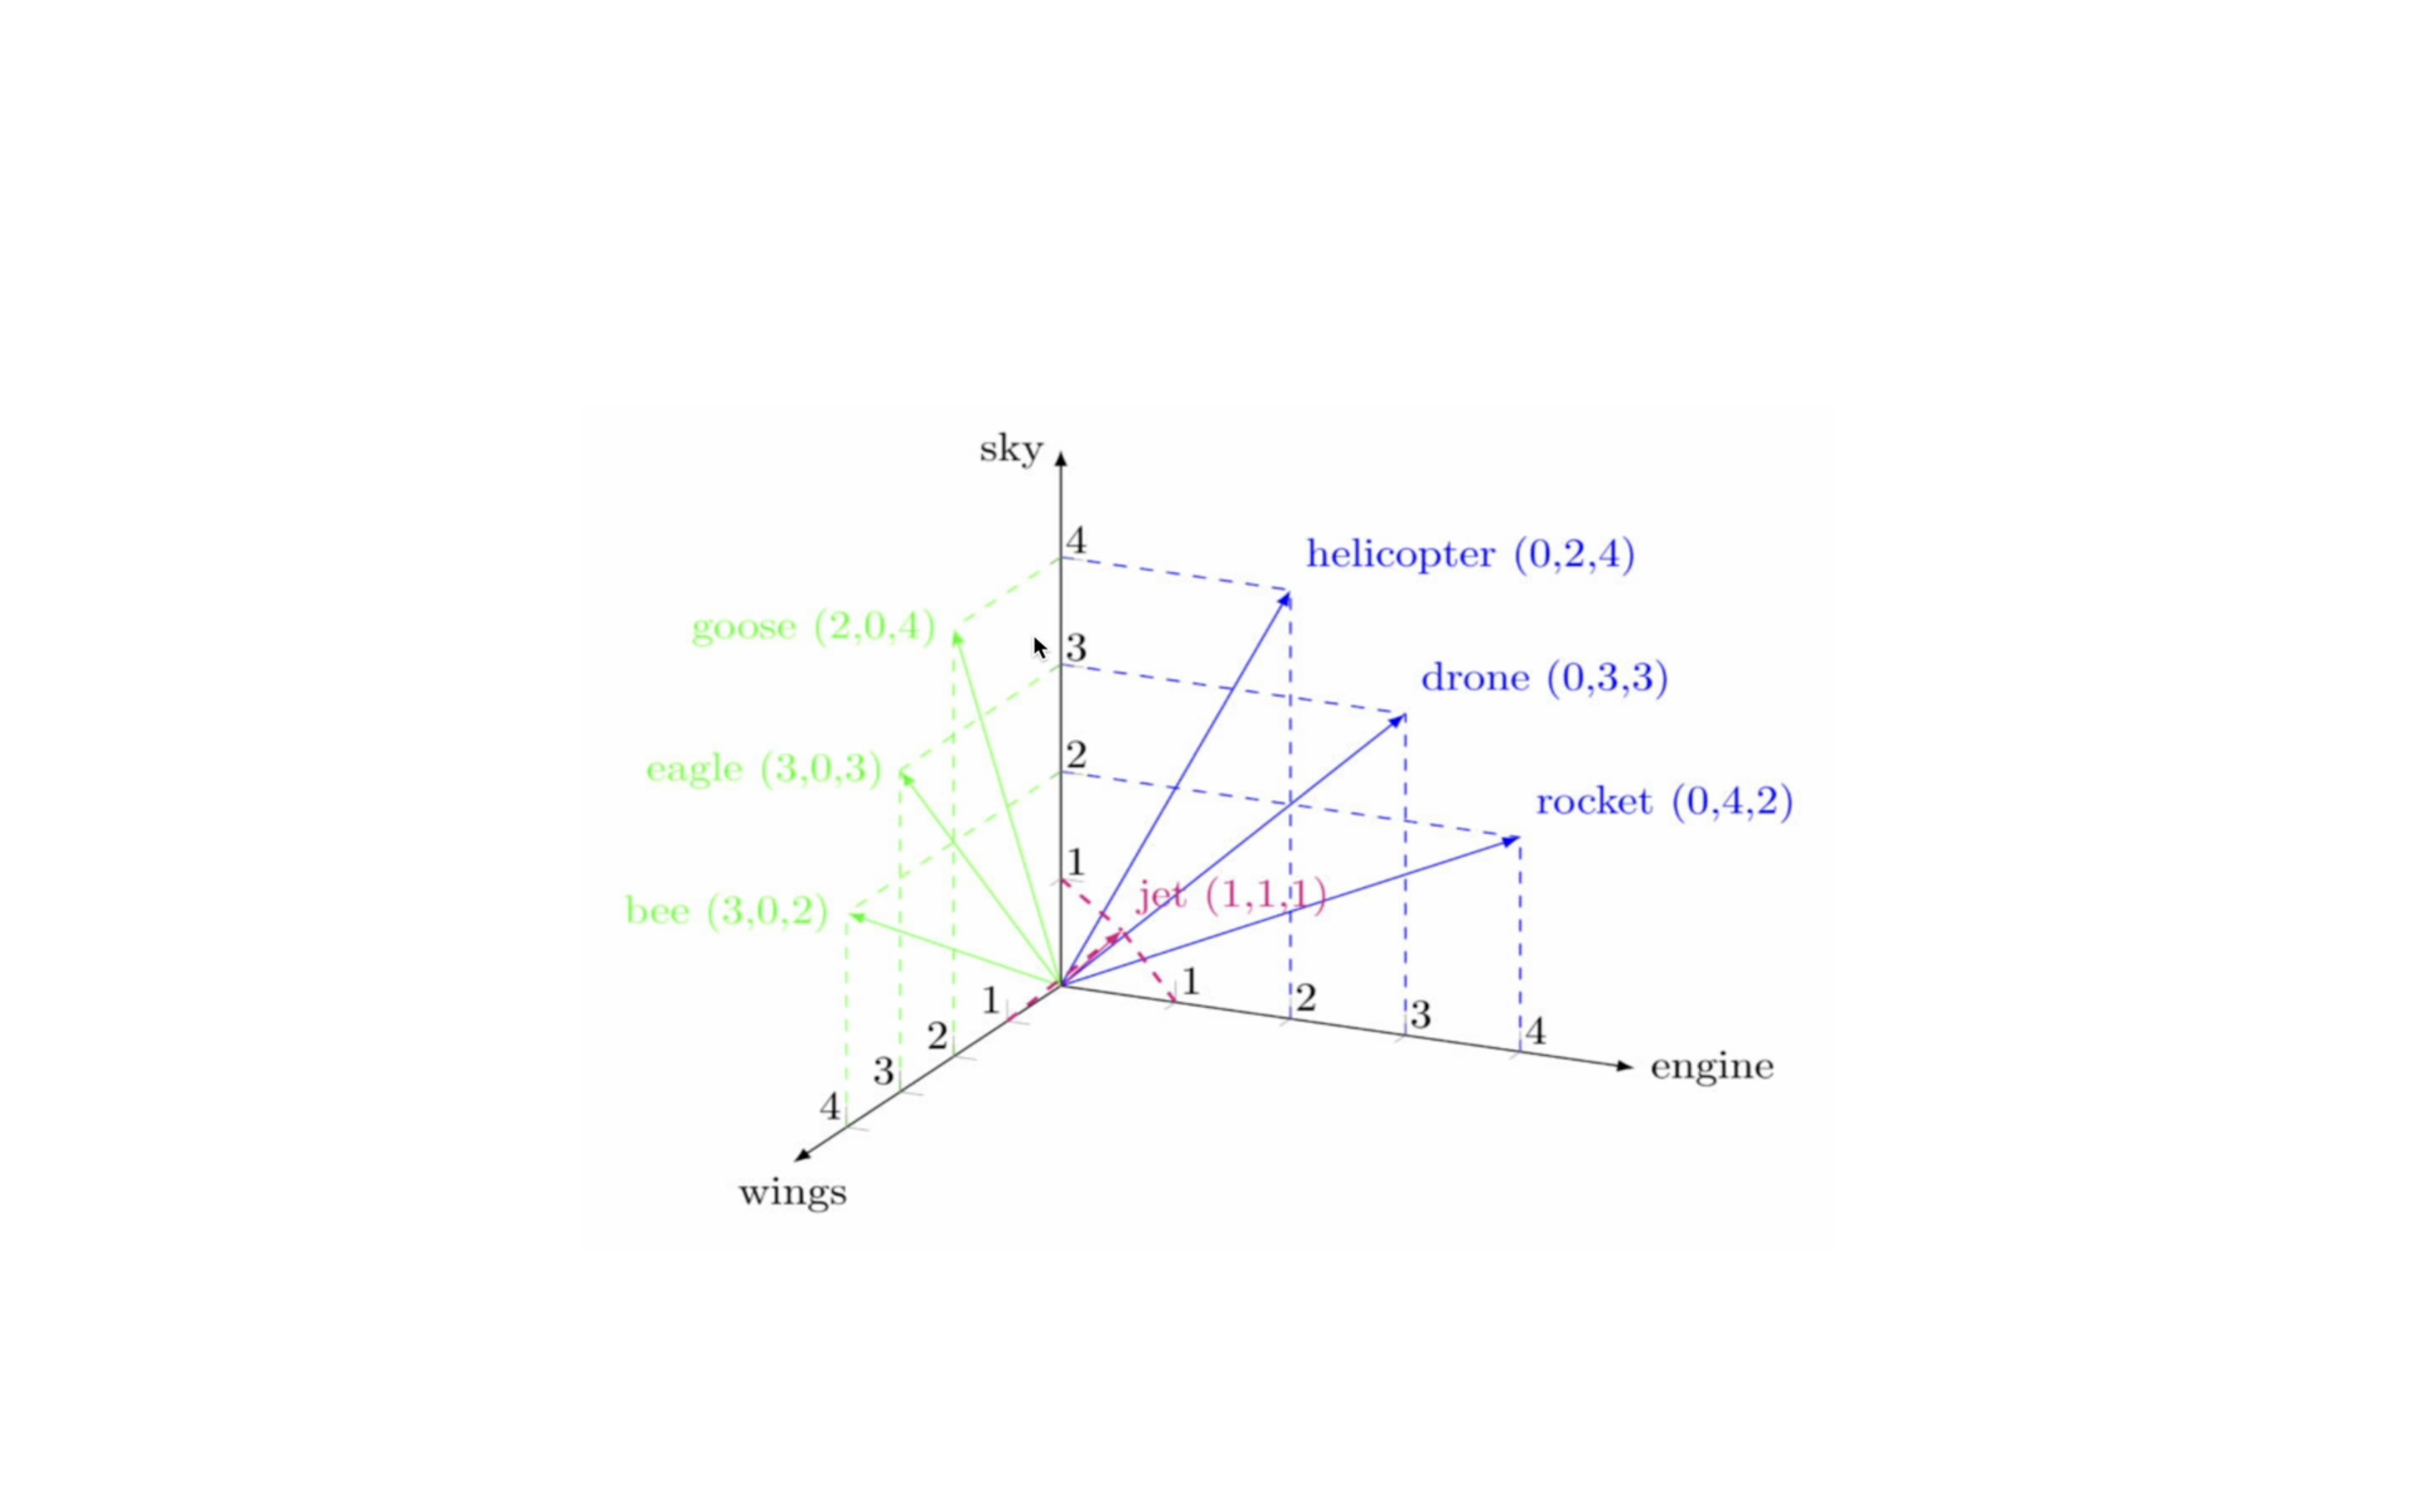 sky
4
helicopter (0,2,4)
goose (2,0,4)
3
drone (0,3,3)
2
eagle (3,0,3)
rocket (0,4,2)
1
jet (1,1,1)
bee (3,0,2)
1
1
2
3
4
2
3
4
engine
wings